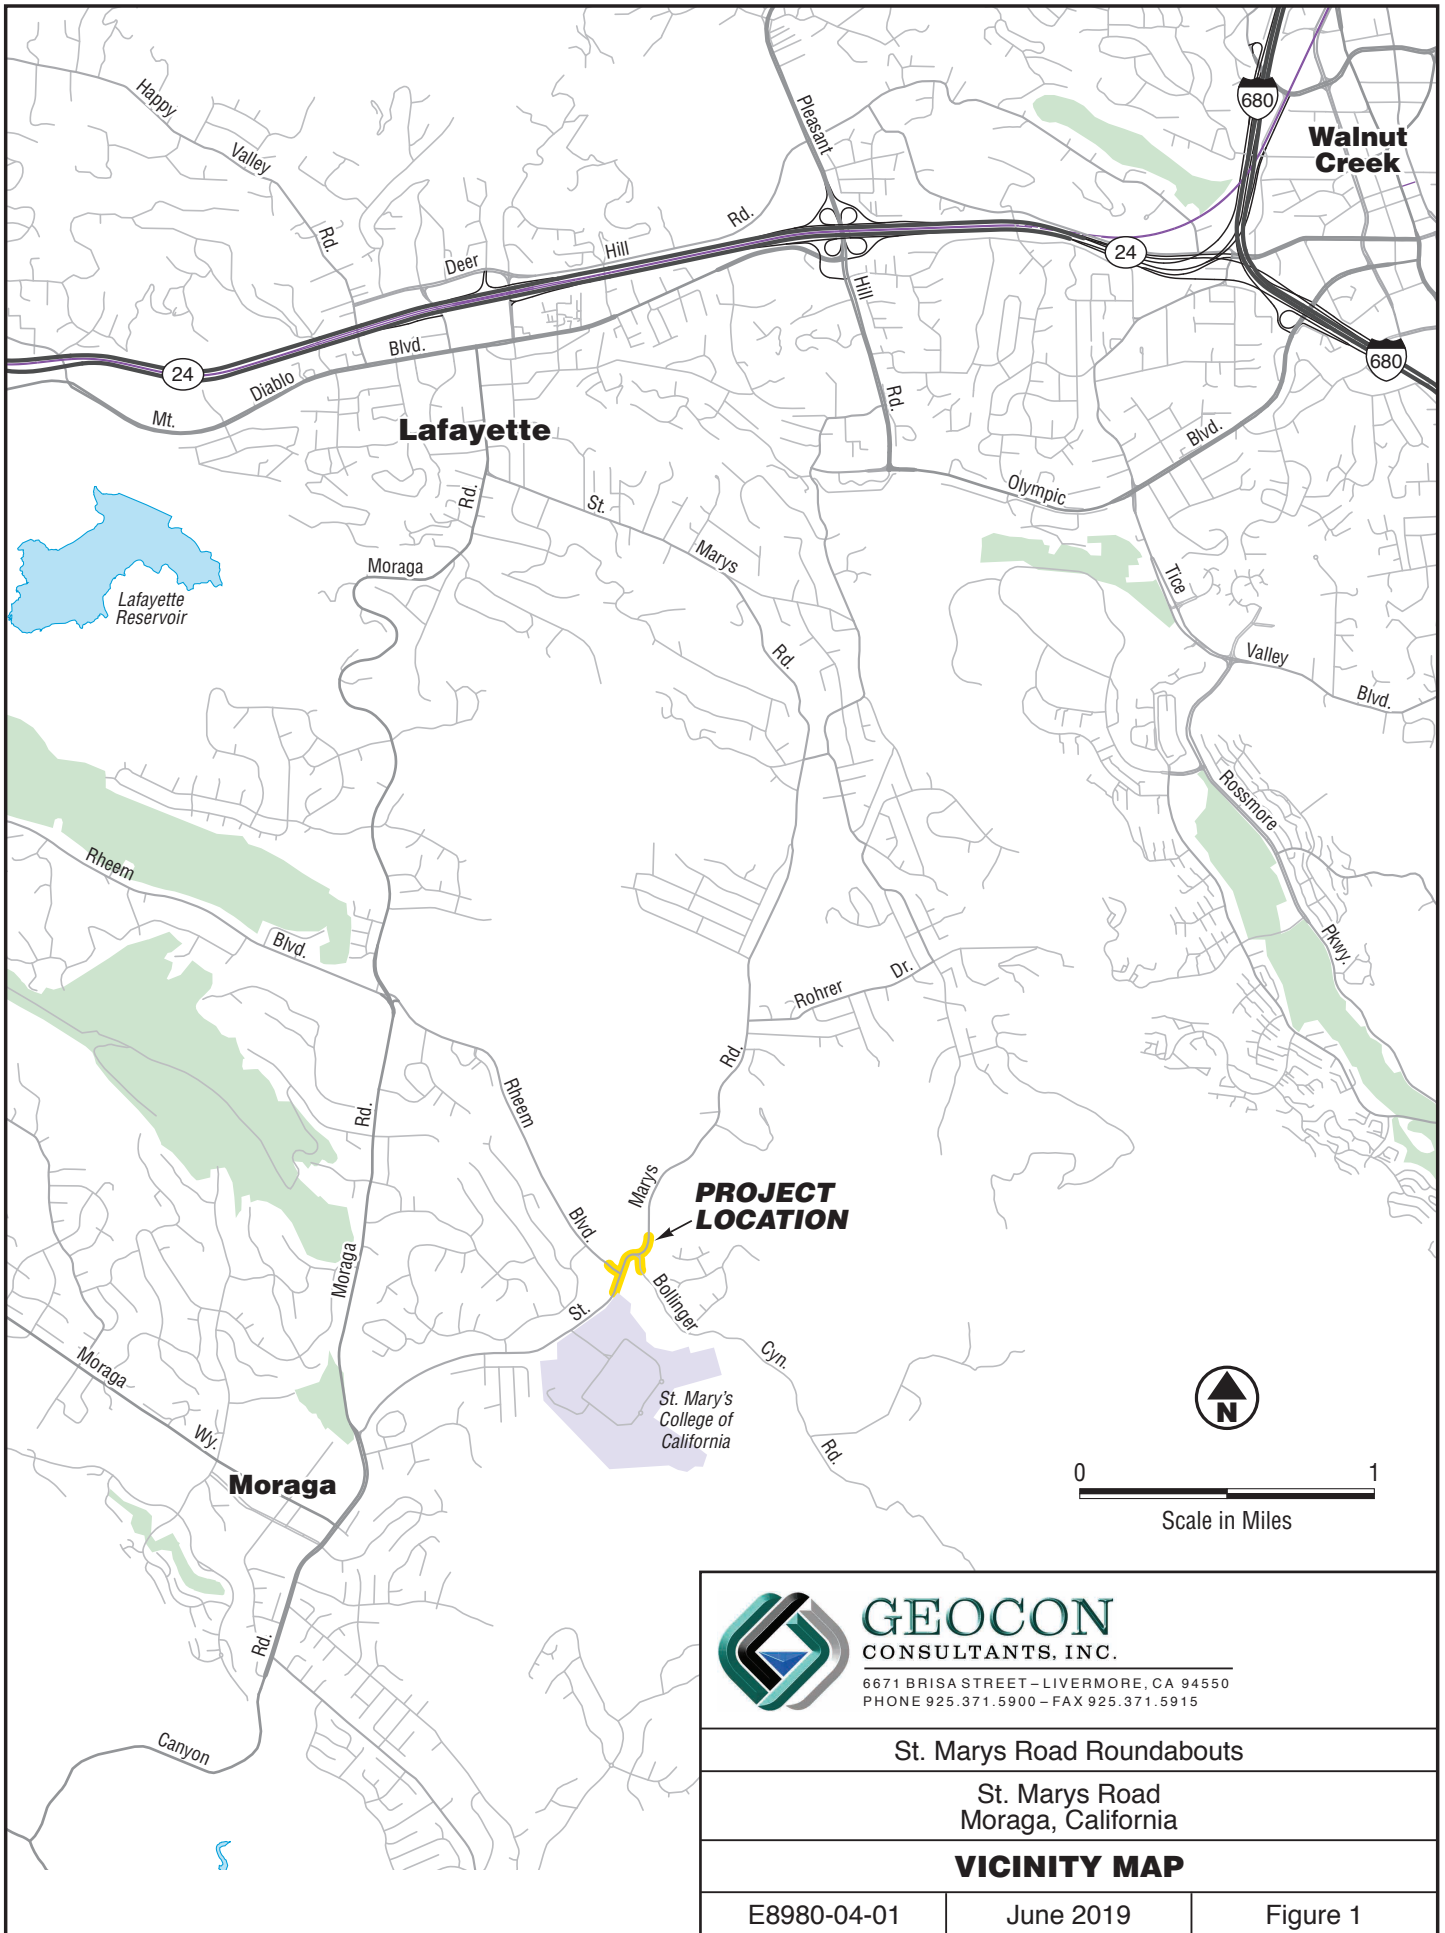 Happy
Valley
Rd.
Pleasant
Hill
Rd.
680
Walnut
Creek
Deer
Hill
Rd.
24
24
680
Mt.
Diablo
Blvd.
Lafayette
Olympic
Blvd.
Lafayette
Reservoir
Moraga
Rd.
St.
Marys
Rd.
Tice
Valley
Blvd.
Rossmore
Pkwy.
Rheem
Blvd.
Rohrer
Dr.
Rd.
Rheem
Blvd.
Marys
PROJECT
LOCATION
Rd.
Moraga
St.
Bollinger
Cyn.
Rd.
St. Mary's
College of
California
Moraga
Wy.
Moraga
N
0
1
Scale in Miles
Rd.
Canyon
GEOCON
CONSULTANTS, INC.
6671 BRISA STREET – LIVERMORE, CA 94550
PHONE 925.371.5900 – FAX 925.371.5915
St. Marys Road Roundabouts
St. Marys Road
Moraga, California
VICINITY MAP
E8980-04-01
June 2019
Figure 1